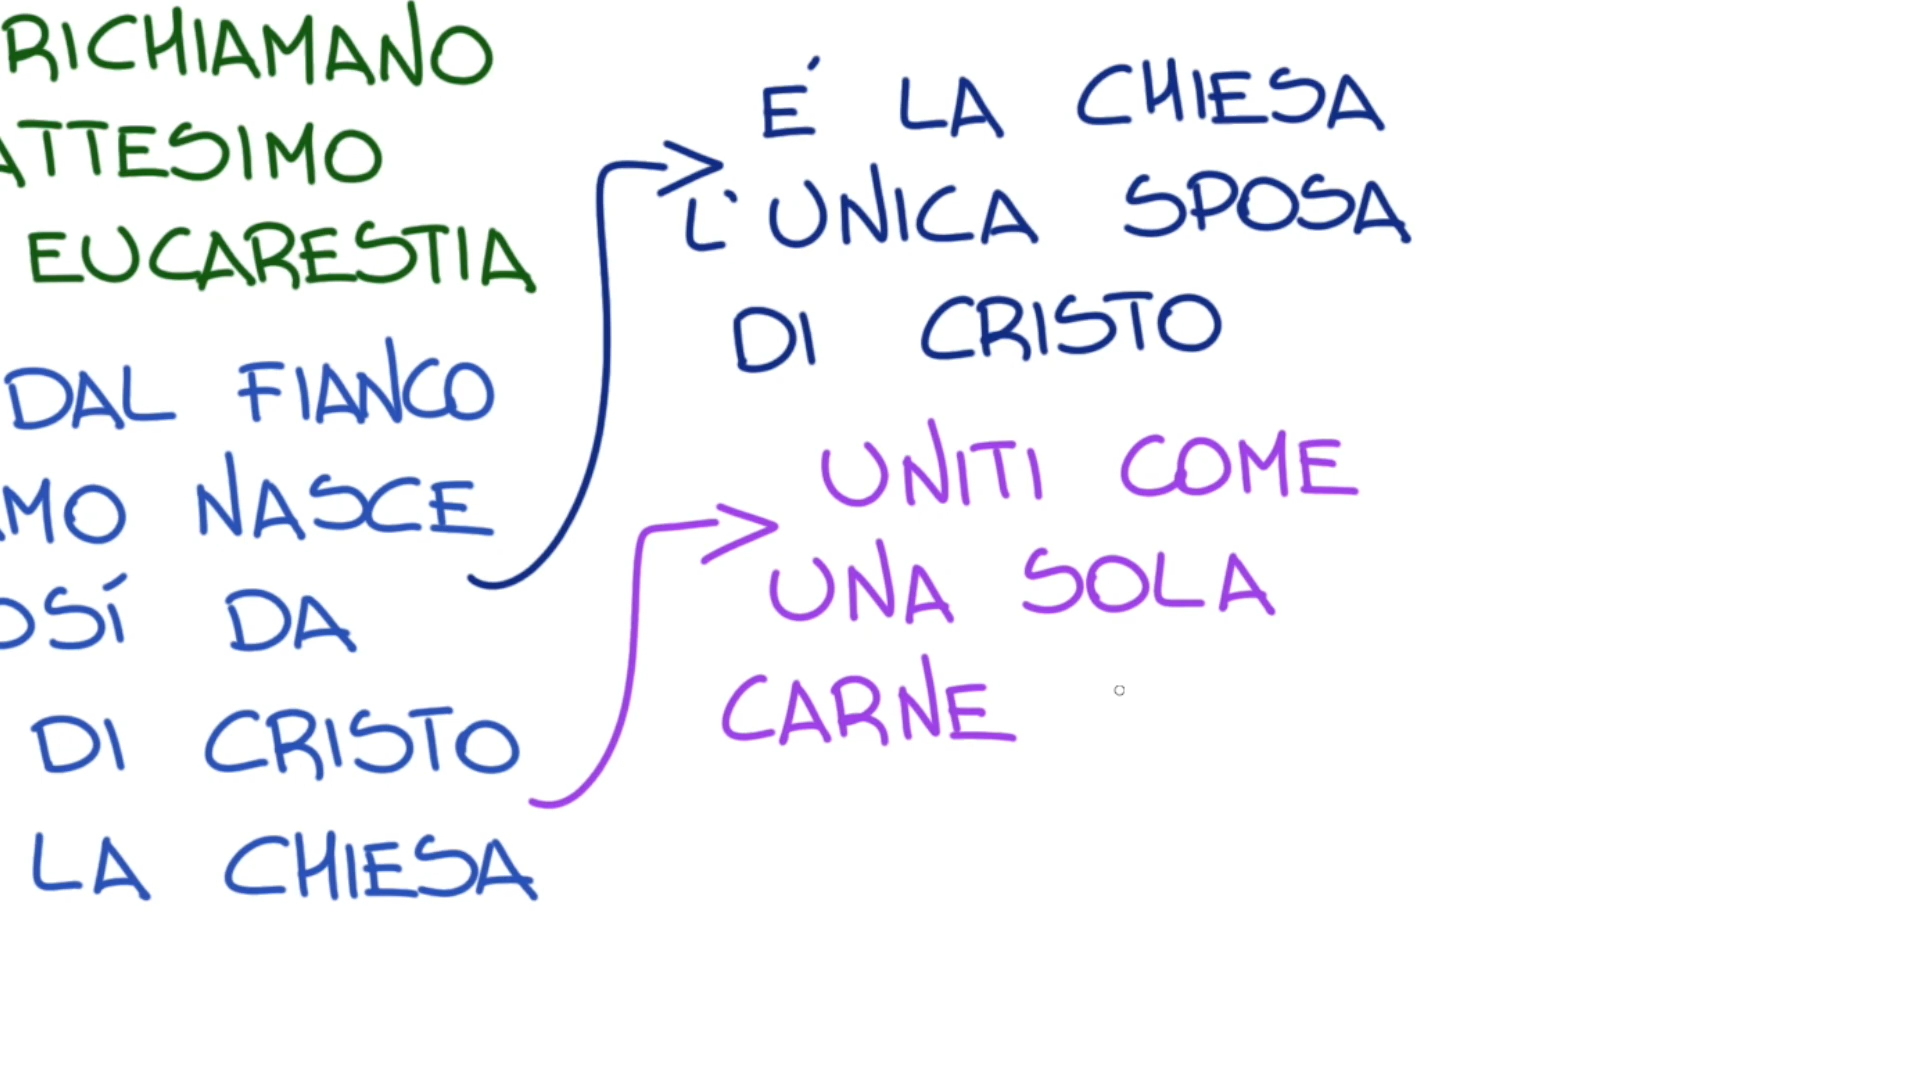 RICHIAMANO
ATTESIMO
EUCARESTIA
DAL FIANCO
MO NASCE
OSÍ DA
DI CRISTO
LA CHIESA
É LA CHIESA
L'UNICA SPOSA
DI CRISTO
UNITI COME
UNA SOLA
CARNE